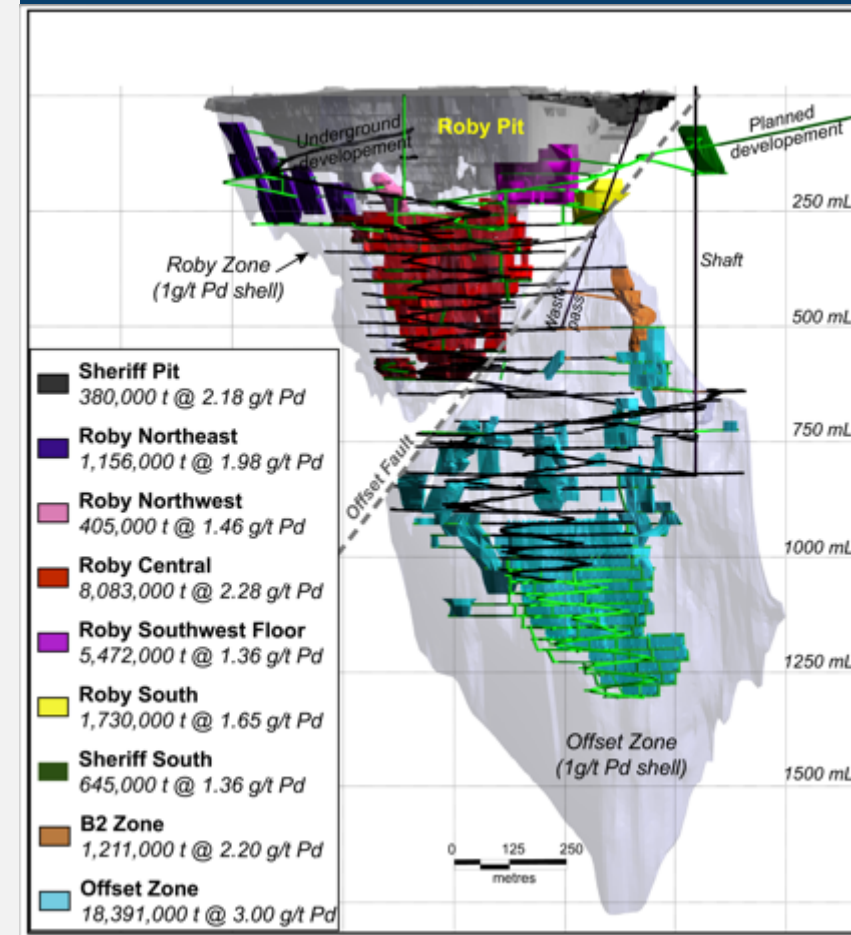 Roby Pit
Underground
developement
Planned
developement
250 mL
Roby Zone
(1g/t Pd shell)
Shaft
Waste
pass
500 mL
Sheriff Pit
380,000 t @ 2.18 g/t Pd
Roby Northeast
1,156,000 t @ 1.98 g/t Pd
Roby Northwest
405,000 t @ 1.46 g/t Pd
Roby Central
8,083,000 t @ 2.28 g/t Pd
Roby Southwest Floor
5,472,000 t @ 1.36 g/t Pd
Roby South
1,730,000 t @ 1.65 g/t Pd
Sheriff South
645,000 t @ 1.36 g/t Pd
B2 Zone
1,211,000 t @ 2.20 g/t Pd
Offset Zone
18,391,000 t @ 3.00 g/t Pd
Offset Fault
750 mL
1000 mL
1250 mL
Offset Zone
(1g/t Pd shell)
1500 mL
0 125 250
metres